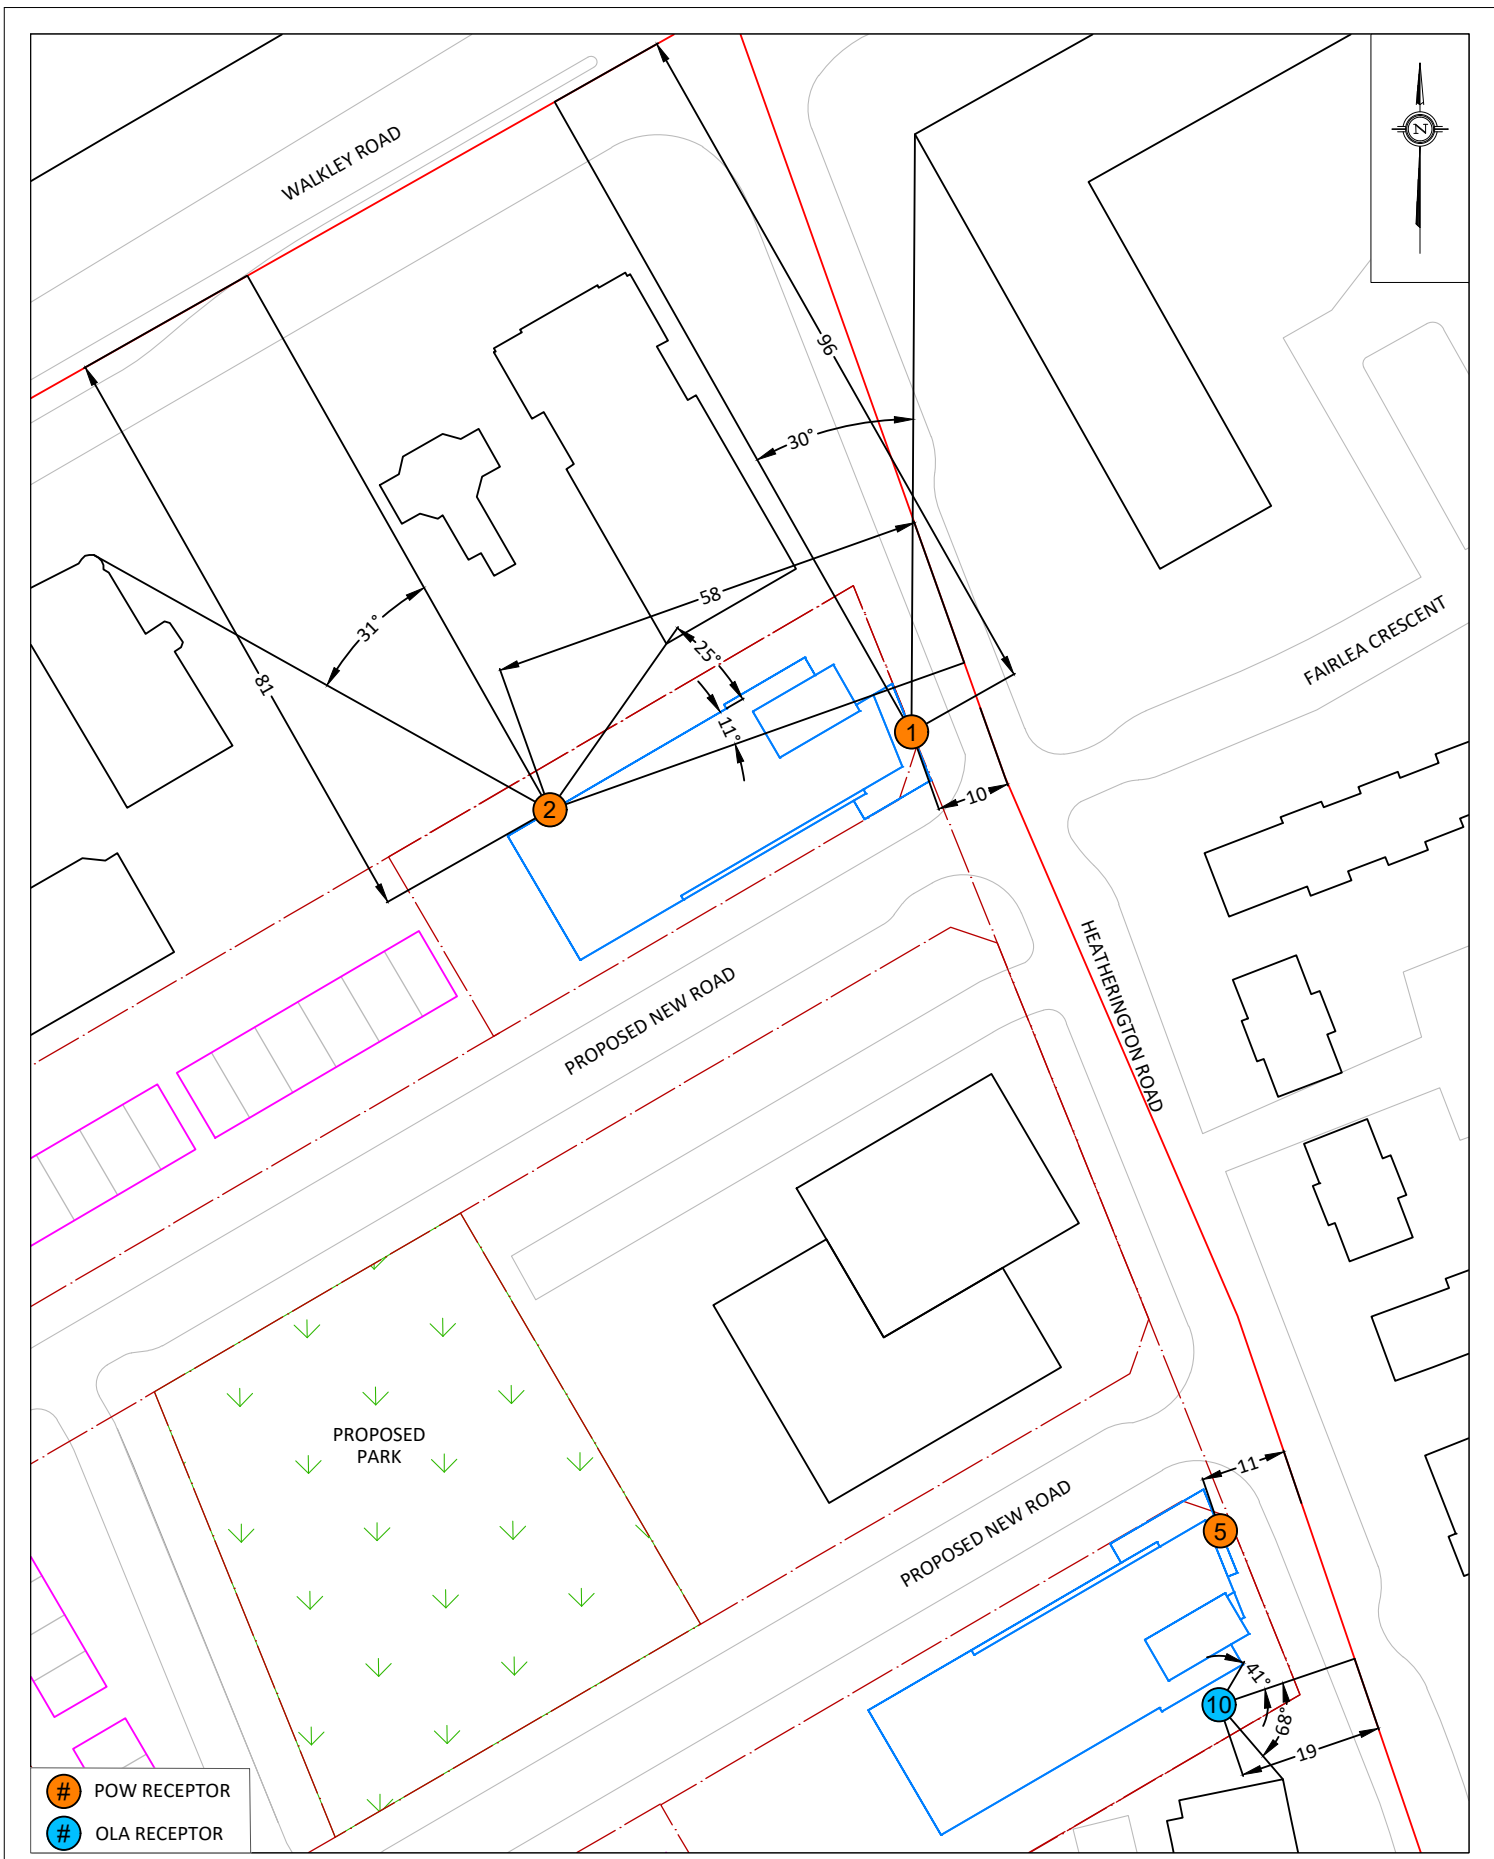 WALKLEY ROAD
N
96
30°
58
31°
25°
81
11°
1
2
10
FAIRLEA CRESCENT
HEATHERINGTON ROAD
PROPOSED NEW ROAD
PROPOSED
PARK
PROPOSED NEW ROAD
11
5
41°
10
68°
19
# POW RECEPTOR
# OLA RECEPTOR